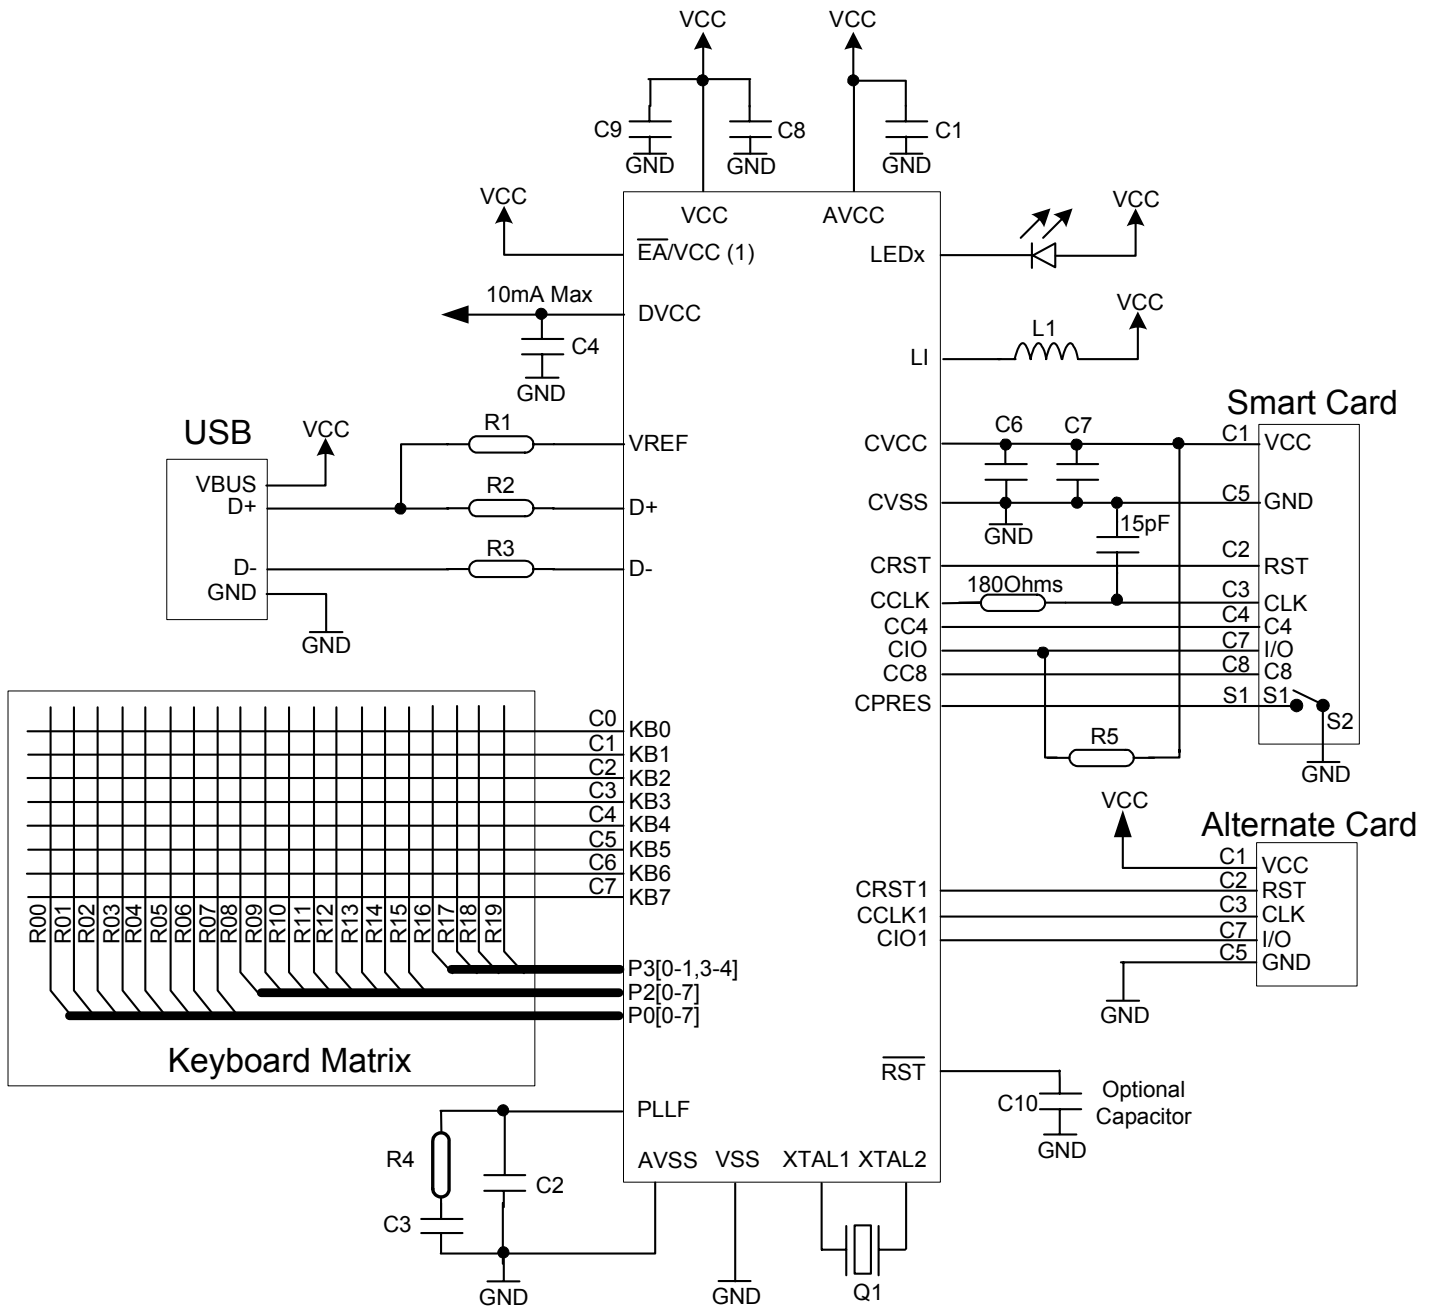 VCC
VCC
C9
C8
C1
GND
GND
GND
VCC
VCC
VCC
AVCC
EA/VCC (1)
LEDx
10mA Max
DVCC
C4
GND
VCC
L1
LI
Smart Card
USB
VCC
R1
VREF
CVCC
C6
C7
C1
VCC
VBUS
D+
R2
D+
CVSS
GND
15pF
C5
GND
D-
R3
D-
CRST
C2
RST
GND
GND
CCLK
180Ohms
C3
CLK
CC4
C4
C4
CIO
C7
I/O
CC8
C8
C8
CPRES
S1
S1
S2
R5
GND
C0
KB0
C1
KB1
C2
KB2
C3
KB3
C4
KB4
C5
KB5
C6
KB6
C7
KB7
R00
R01
R02
R03
R04
R05
R06
R07
R08
R09
R10
R11
R12
R13
R14
R15
R16
R17
R18
R19
P3[0-1,3-4]
P2[0-7]
P0[0-7]
Keyboard Matrix
VCC
Alternate Card
C1
VCC
CRST1
C2
RST
CCLK1
C3
CLK
CIO1
C7
I/O
C5
GND
GND
RST
C10
Optional
Capacitor
GND
PLLF
R4
C2
C3
GND
AVSS
VSS
XTAL1
XTAL2
GND
Q1